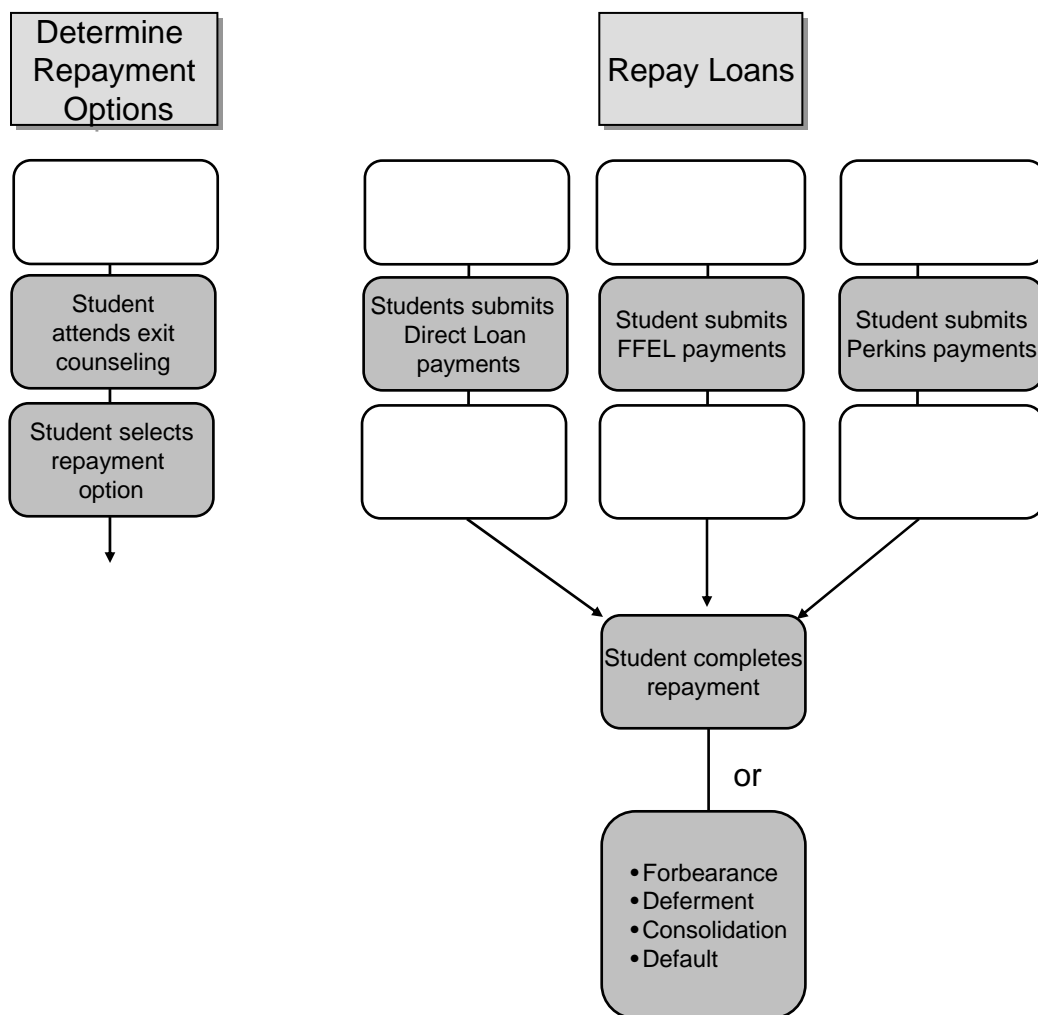 Determine
Repayment
Options
Repay Loans
Student
attends exit
counseling
Student selects
repayment
option
Students submits
Direct Loan
payments
Student submits
FFEL payments
Student submits
Perkins payments
Student completes
repayment
or
• Forbearance
• Deferment
• Consolidation
• Default